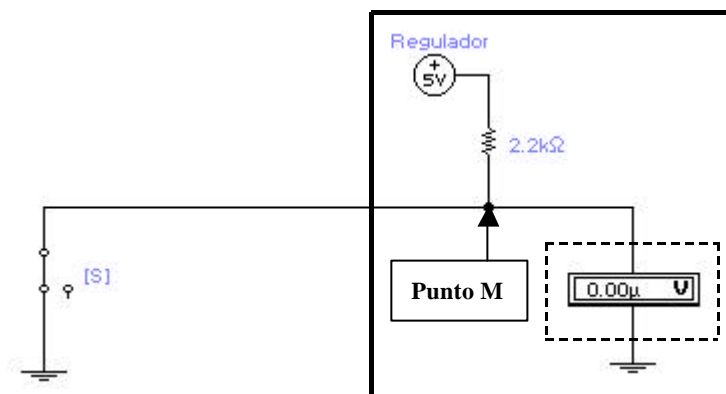 Regulador
+
5V
2.2kΩ
[S]
Punto M
0.00µ V